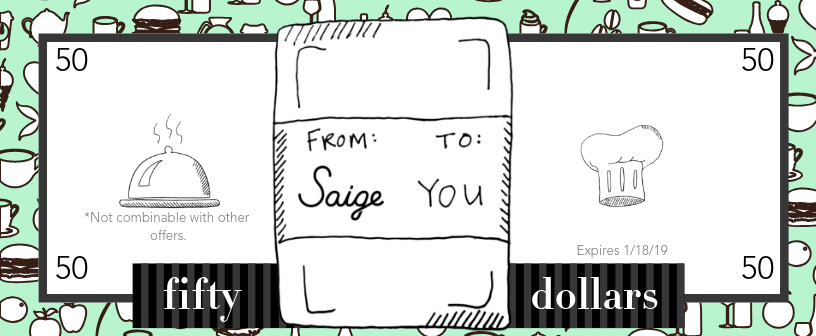 50
50
FROM: TO:
Saige YOU
*Not combinable with other
offers.
Expires 1/18/19
50
50
fifty
dollars